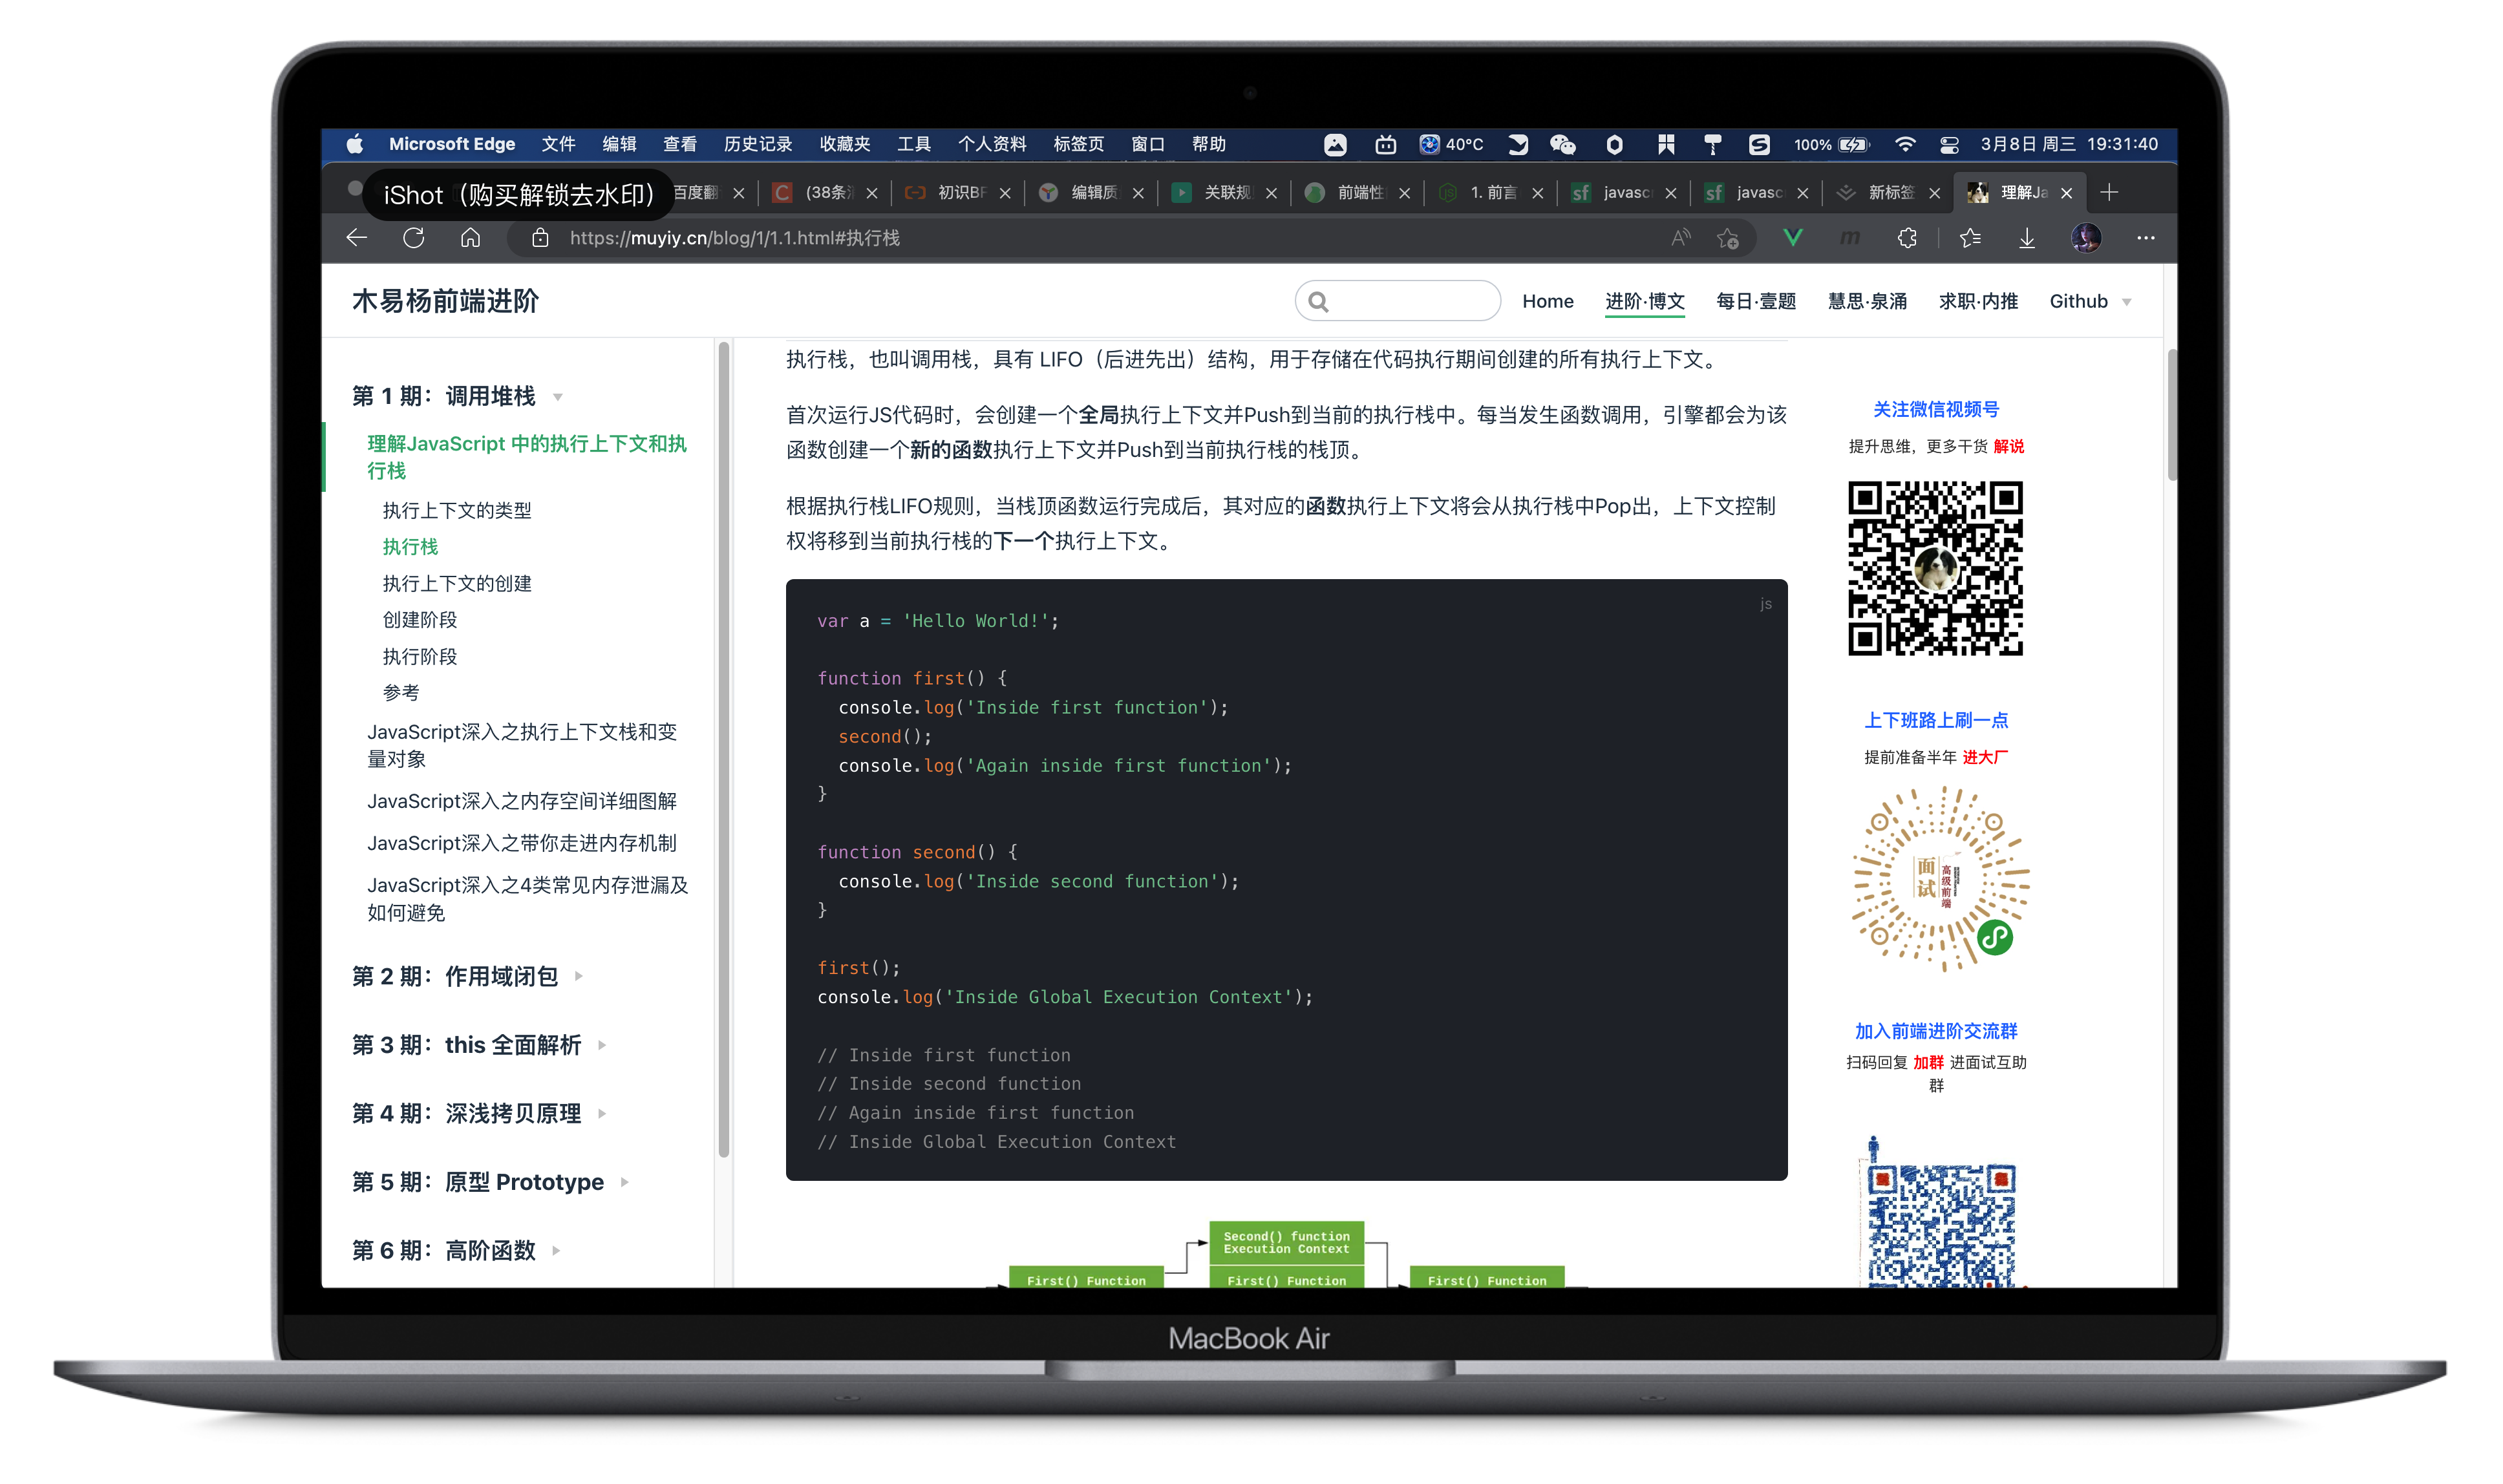 Microsoft Edge 文件 编辑 查看 历史记录 收藏夹 工具 个人资料 标签页 窗口 帮助 40°C 100% 3月8日 周三 19:31:40
iShot（购买解锁去水印） 百度翻 (38条 初识BF 编辑质 关联规 前端性 1. 前言 javasc javasc 新标签 理解Ja
https://muyiy.cn/blog/1/1.1.html#执行栈
木易杨前端进阶
Home 进阶·博文 每日·壹题 慧思·泉涌 求职·内推 Github
第 1 期：调用堆栈
理解JavaScript 中的执行上下文和执
行栈
执行上下文的类型
执行栈
执行上下文的创建
创建阶段
执行阶段
参考
JavaScript深入之执行上下文栈和变
量对象
JavaScript深入之内存空间详细图解
JavaScript深入之带你走进内存机制
JavaScript深入之4类常见内存泄漏及
如何避免
第 2 期：作用域闭包
第 3 期：this 全面解析
第 4 期：深浅拷贝原理
第 5 期：原型 Prototype
第 6 期：高阶函数
执行栈，也叫调用栈，具有 LIFO（后进先出）结构，用于存储在代码执行期间创建的所有执行上下文。
首次运行JS代码时，会创建一个全局执行上下文并Push到当前的执行栈中。每当发生函数调用，引擎都会为该
函数创建一个新的函数执行上下文并Push到当前执行栈的栈顶。
根据执行栈LIFO规则，当栈顶函数运行完成后，其对应的函数执行上下文将会从执行栈中Pop出，上下文控制
权将移到当前执行栈的下一个执行上下文。
js
var a = 'Hello World!';
function first() {
console.log('Inside first function');
second();
console.log('Again inside first function');
}
function second() {
console.log('Inside second function');
}
first();
console.log('Inside Global Execution Context');
// Inside first function
// Inside second function
// Again inside first function
// Inside Global Execution Context
Second() function
Execution Context
First() Function First() Function First() Function
关注微信视频号
提升思维，更多干货 解说
上下班路上刷一点
提前准备半年 进大厂
面试
高级前端
加入前端进阶交流群
扫码回复 加群 进面试互助
群
MacBook Air